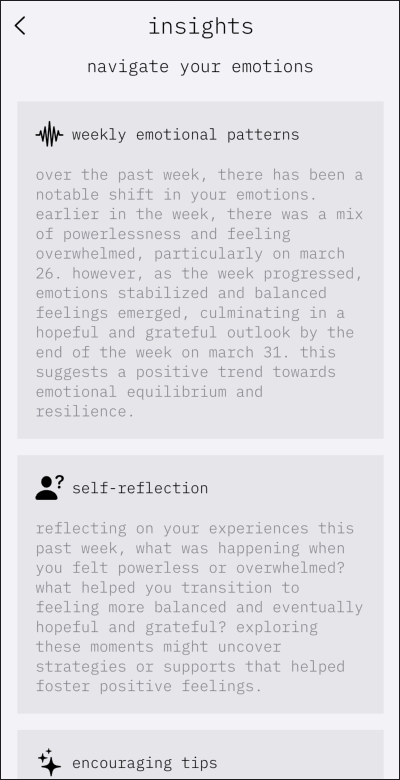 insights
navigate your emotions
weekly emotional patterns
over the past week, there has been a
notable shift in your emotions.
earlier in the week, there was a mix
of powerlessness and feeling
overwhelmed, particularly on march
26. however, as the week progressed,
emotions stabilized and balanced
feelings emerged, culminating in a
hopeful and grateful outlook by the
end of the week on march 31. this
suggests a positive trend towards
emotional equilibrium and
resilience.
self-reflection
reflecting on your experiences this
past week, what was happening when
you felt powerless or overwhelmed?
what helped you transition to
feeling more balanced and eventually
hopeful and grateful? exploring
these moments might uncover
strategies or supports that helped
foster positive feelings.
encouraging tips